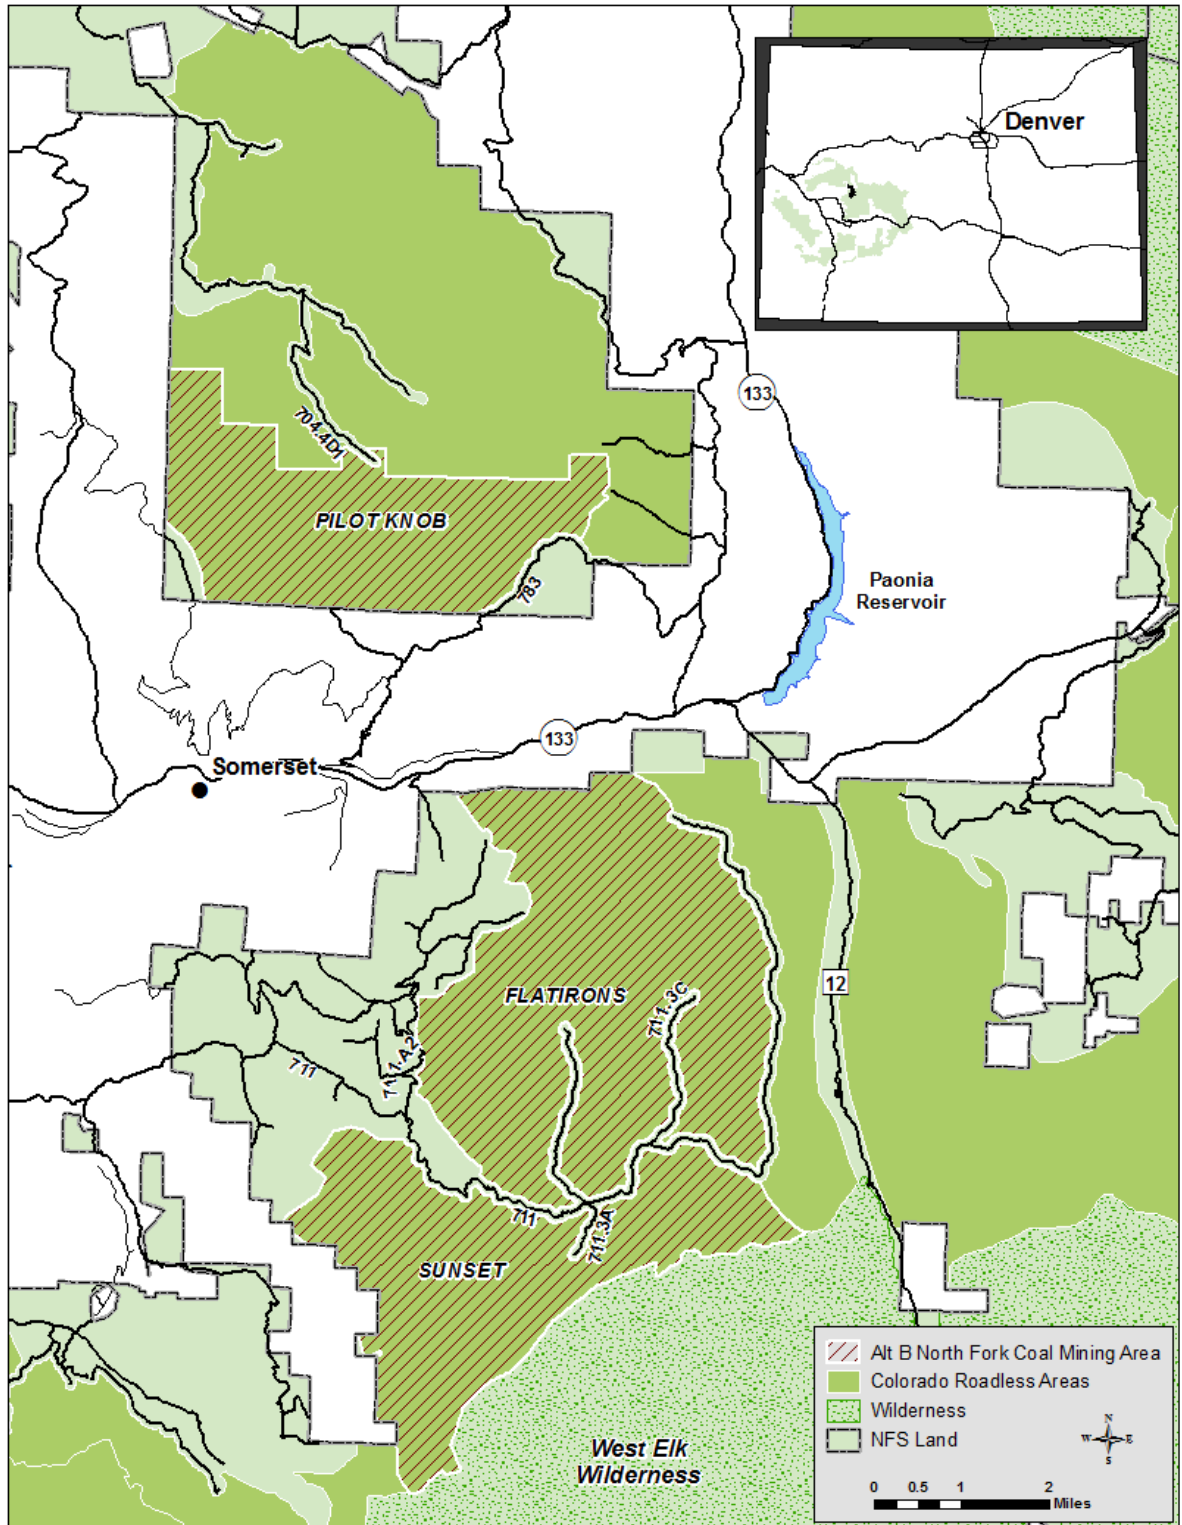 Denver
133
704.4D1
PILOT KNOB
783
Paonia
Reservoir
133
Somerset
12
FLATIRONS
711.3C
711
711.A2
711
711.3A
SUNSET
West Elk
Wilderness
Alt B North Fork Coal Mining Area
Colorado Roadless Areas
Wilderness
NFS Land
N
W
E
S
0 0.5 1 2
Miles